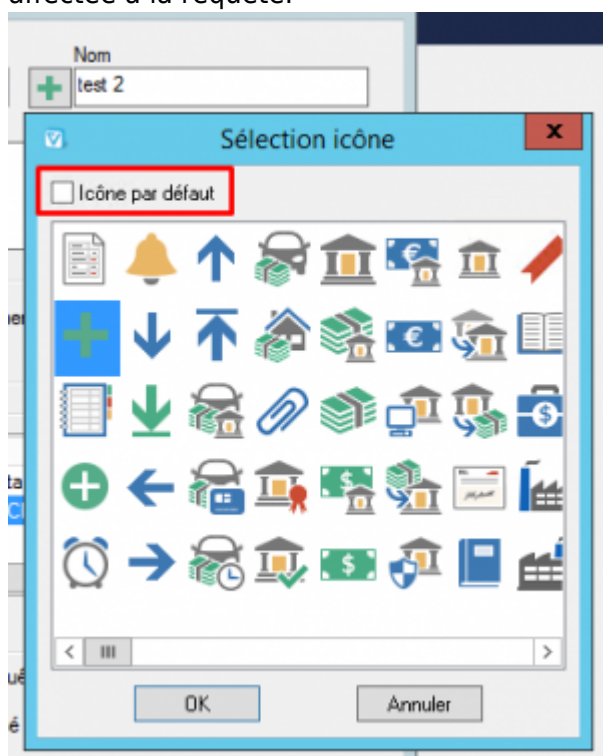 affectée à la requête.
Nom
test 2
Sélection icône
x
Icône par défaut
OK
Annuler